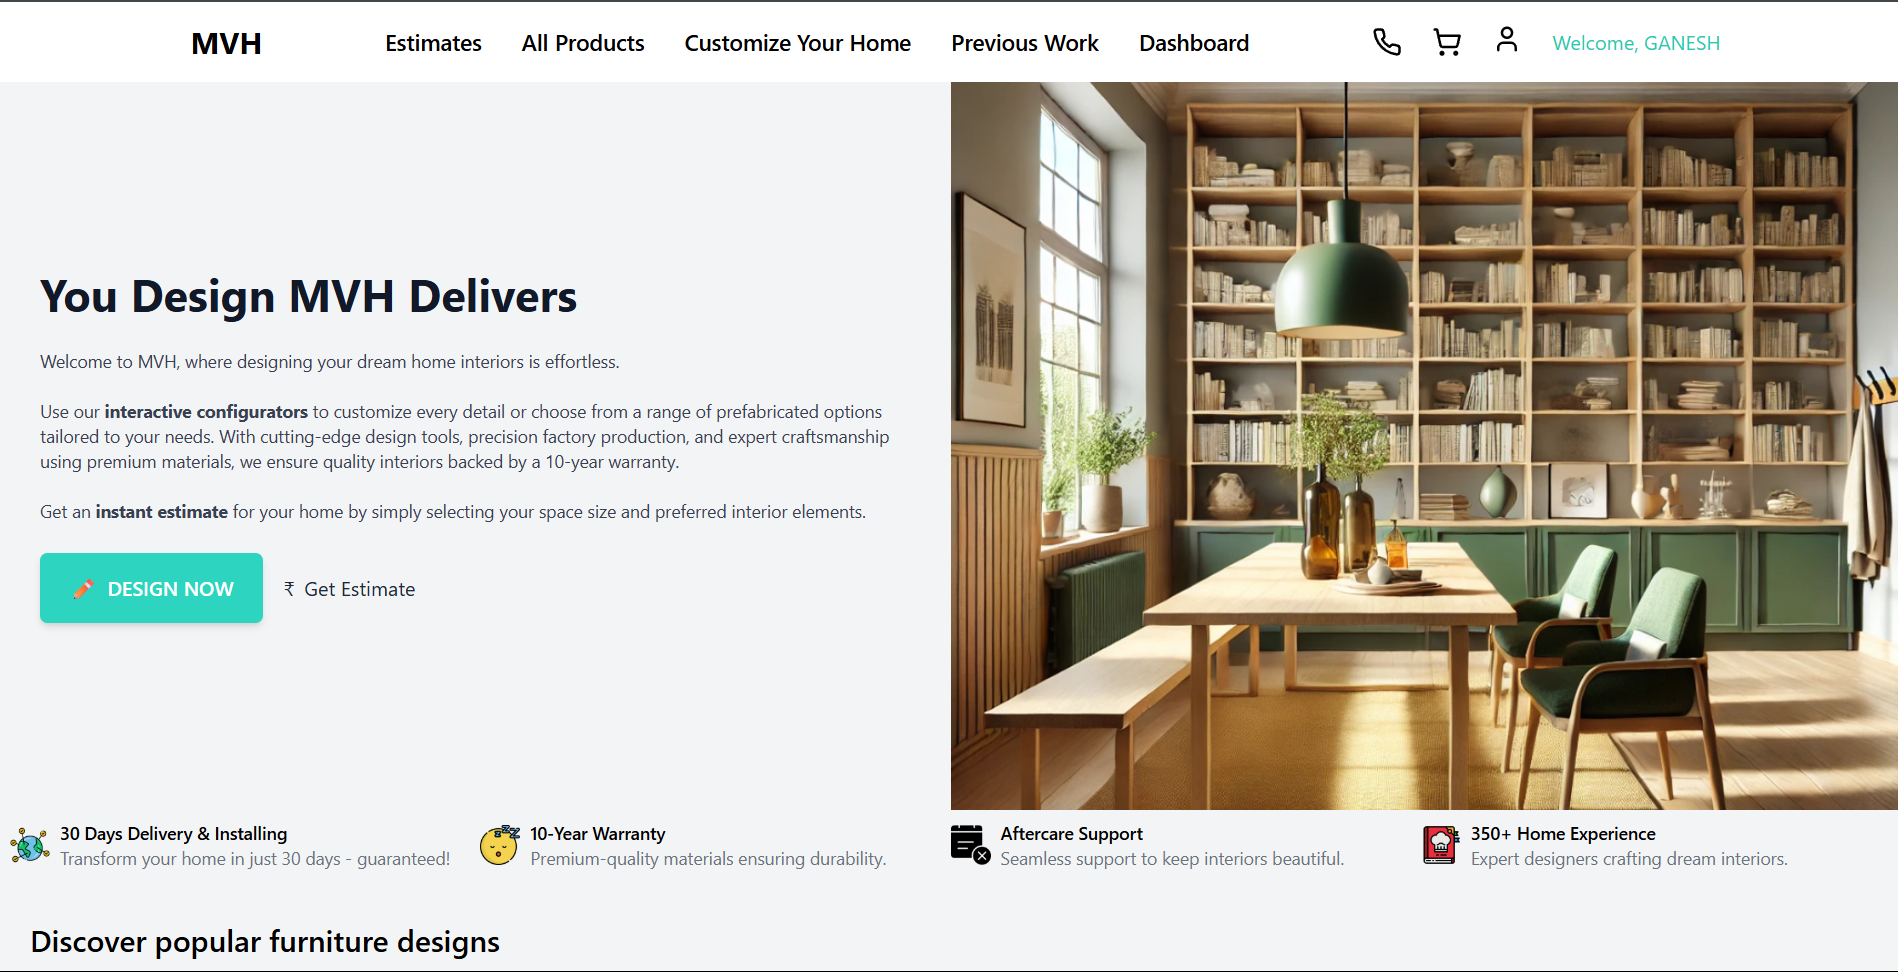 MVH
Estimates
All Products
Customize Your Home
Previous Work
Dashboard
Welcome, GANESH
You Design MVH Delivers
Welcome to MVH, where designing your dream home interiors is effortless.
Use our interactive configurators to customize every detail or choose from a range of prefabricated options
tailored to your needs. With cutting-edge design tools, precision factory production, and expert craftsmanship
using premium materials, we ensure quality interiors backed by a 10-year warranty.
Get an instant estimate for your home by simply selecting your space size and preferred interior elements.
DESIGN NOW
₹ Get Estimate
30 Days Delivery & Installing
Transform your home in just 30 days - guaranteed!
10-Year Warranty
Premium-quality materials ensuring durability.
Aftercare Support
Seamless support to keep interiors beautiful.
350+ Home Experience
Expert designers crafting dream interiors.
Discover popular furniture designs